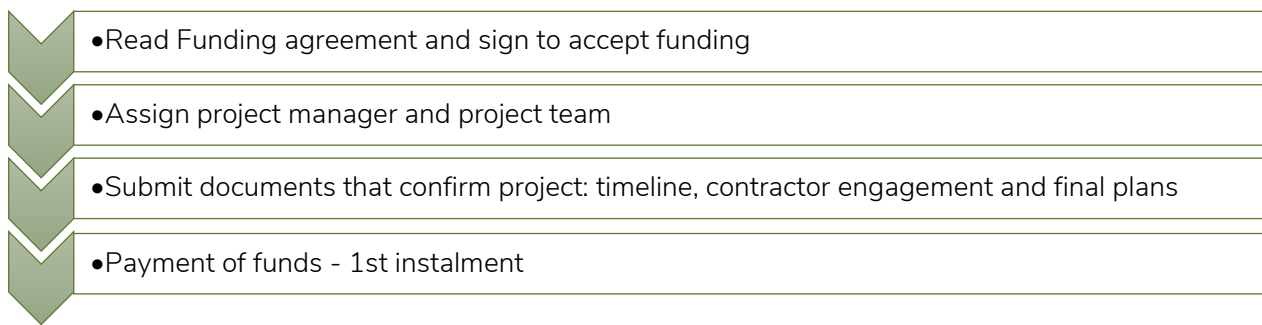 •Read Funding agreement and sign to accept funding
•Assign project manager and project team
•Submit documents that confirm project: timeline, contractor engagement and final plans
•Payment of funds - 1st instalment